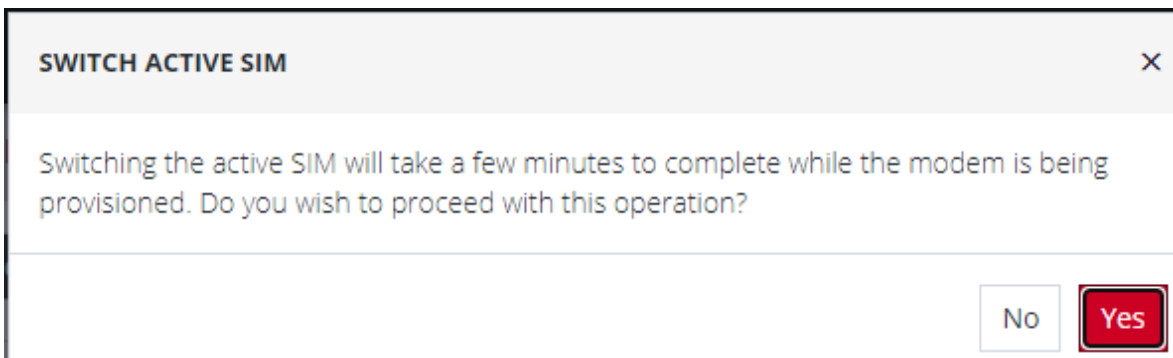 SWITCH ACTIVE SIM
Switching the active SIM will take a few minutes to complete while the modem is being
provisioned. Do you wish to proceed with this operation?
No Yes